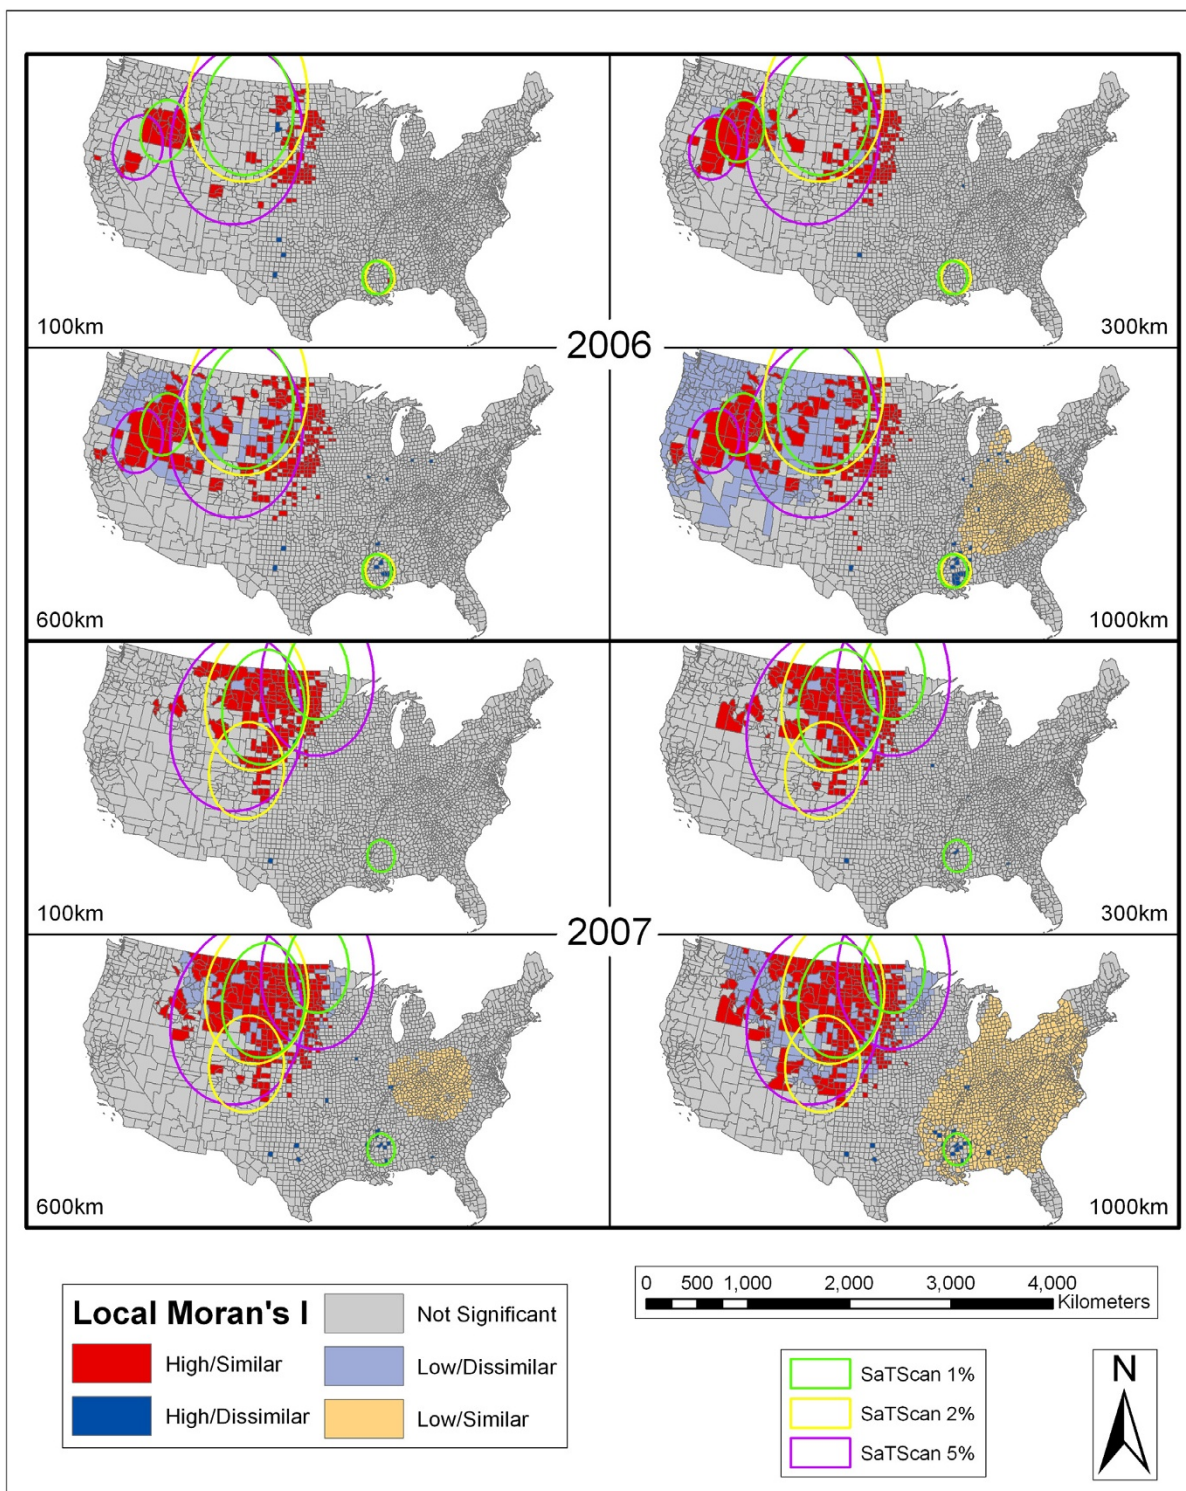 100km
300km
2006
600km
1000km
100km
300km
2007
600km
1000km
Local Moran's I
Not Significant
High/Similar
Low/Dissimilar
High/Dissimilar
Low/Similar
0 500 1,000 2,000 3,000 4,000
Kilometers
SaTScan 1%
SaTScan 2%
SaTScan 5%
N